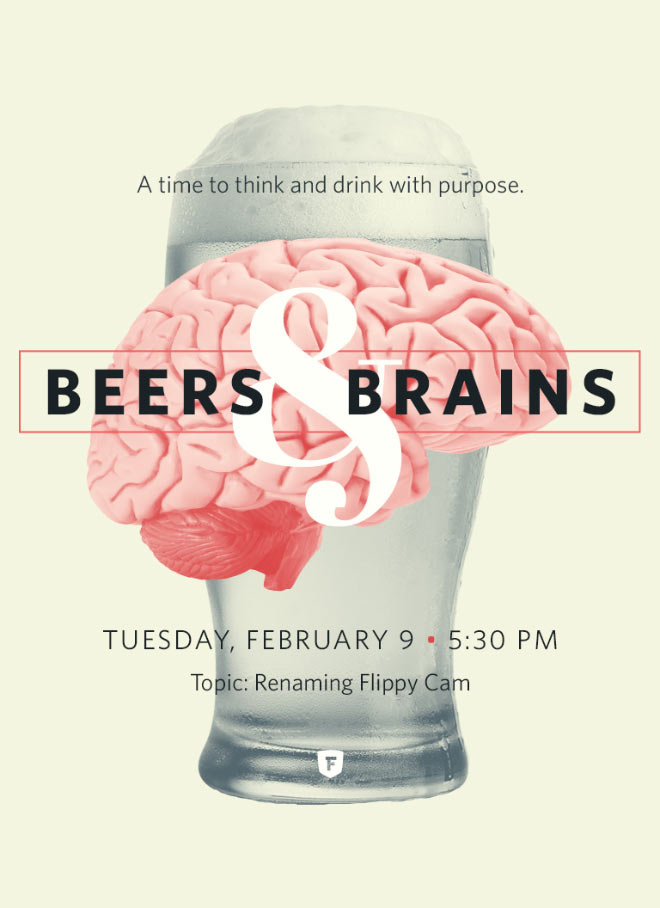 A time to think and drink with purpose.
BEERS & BRAINS
TUESDAY, FEBRUARY 9 • 5:30 PM
Topic: Renaming Flippy Cam
F